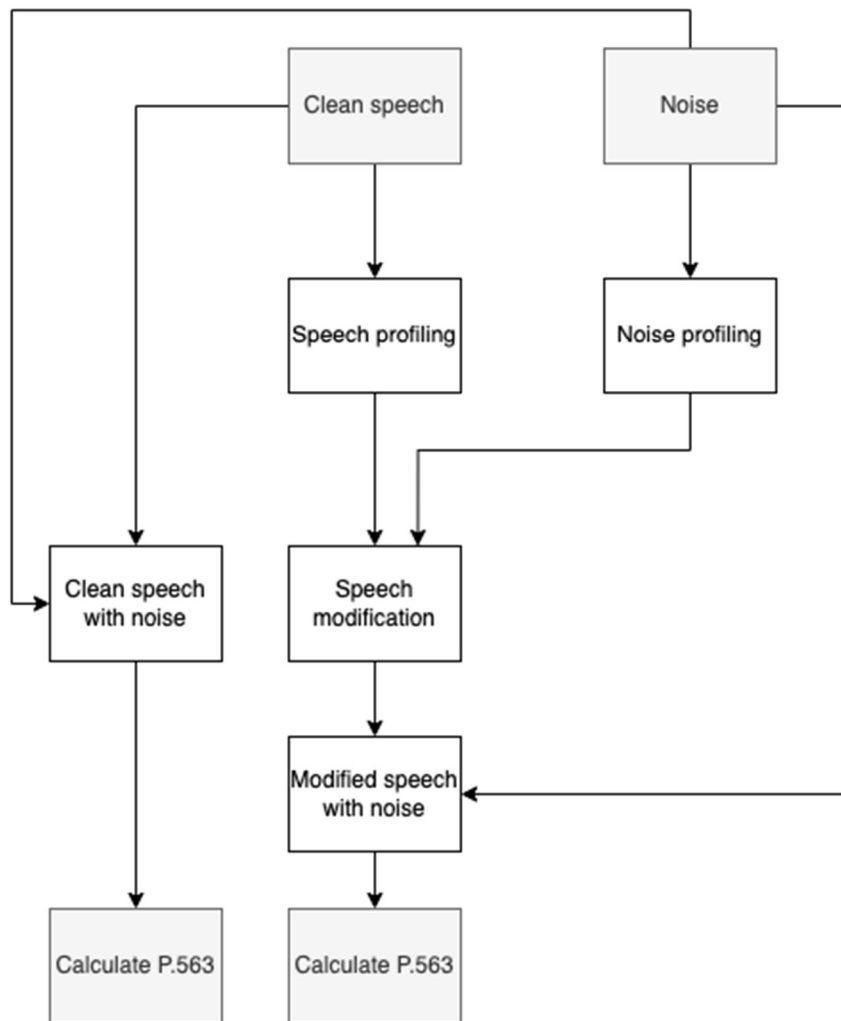 Clean speech
Noise
Speech profiling
Noise profiling
Clean speech
with noise
Speech
modification
Modified speech
with noise
Calculate P.563
Calculate P.563